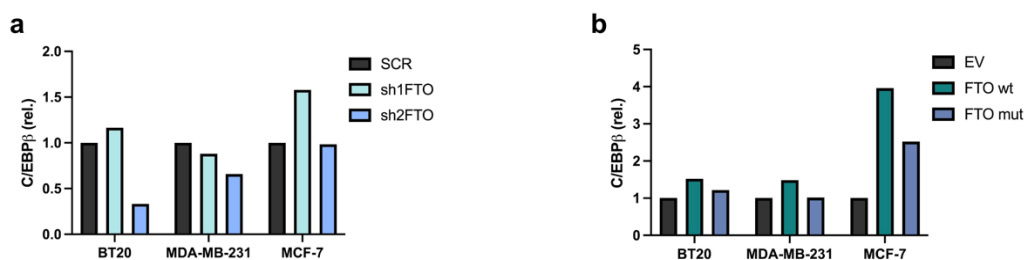 a
C/EBPβ (rel.)
2.0
1.5
1.0
0.5
0.0
BT20 MDA-MB-231 MCF-7
SCR
sh1FTO
sh2FTO
b
C/EBPβ (rel.)
5
4
3
2
1
0
BT20 MDA-MB-231 MCF-7
EV
FTO wt
FTO mut